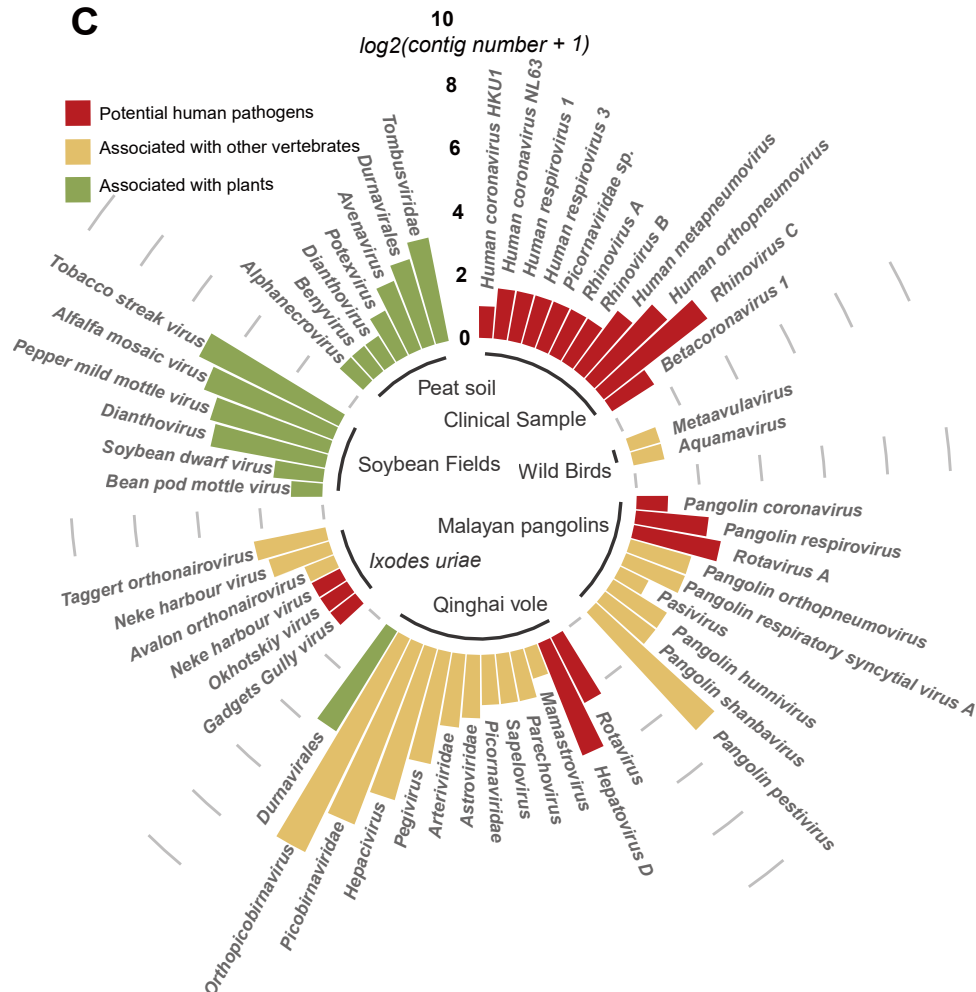 C
10
log2(contig number + 1)
8
6
4
2
0
Potential human pathogens
Associated with other vertebrates
Associated with plants
Human coronavirus HKU1
Human coronavirus NL63
Human respirovirus 1
Human respirovirus 3
Picornaviridae sp.
Rhinovirus A
Rhinovirus B
Human metapneumovirus
Human orthopneumovirus
Rhinovirus C
Betacoronavirus 1
Metaavulavirus
Aquamavirus
Pangolin coronavirus
Pangolin respirovirus
Rotavirus A
Pangolin orthopneumovirus
Pangolin respiratory syncytial virus A
Pasivirus
Pangolin hunnivirus
Pangolin shanbavirus
Pangolin pestivirus
Rotavirus
Hepatovirus D
Mamastrovirus
Parechovirus
Sapelovirus
Picornaviridae
Astroviridae
Arteriviridae
Pegivirus
Hepacivirus
Picobirnaviridae
Orthopicobirnavirus
Durnavirales
Gadgets Gully virus
Okhotskiy virus
Neke harbour virus
Avalon orthonairovirus
Neke harbour virus
Taggert orthonairovirus
Bean pod mottle virus
Soybean dwarf virus
Dianthovirus
Pepper mild mottle virus
Alfalfa mosaic virus
Tobacco streak virus
Alphanecrovirus
Benyvirus
Dianthovirus
Potexvirus
Avenavirus
Durnavirales
Tombusviridae
Peat soil
Clinical Sample
Soybean Fields
Wild Birds
Malayan pangolins
Ixodes uriae
Qinghai vole